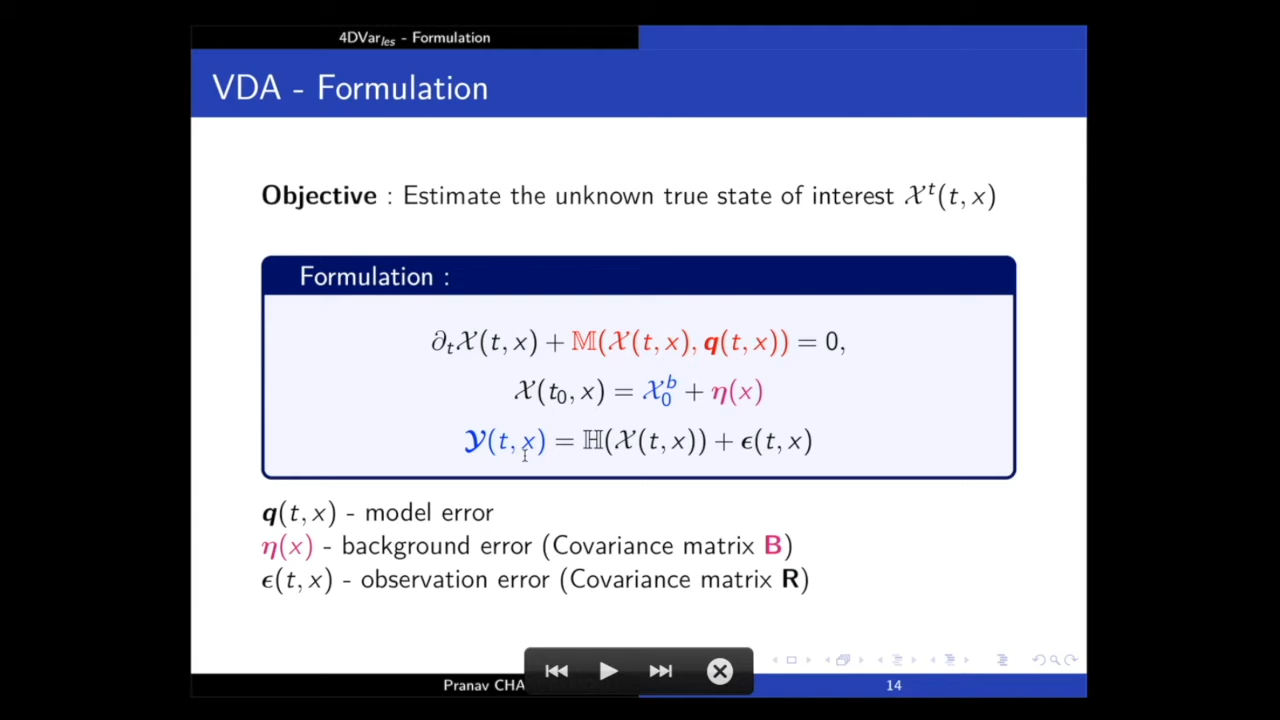 4DVar_les - Formulation
VDA - Formulation
Objective : Estimate the unknown true state of interest 𝒳^t(t, x)
Formulation :
∂_t𝒳(t, x) + 𝕄(𝒳(t, x), q(t, x)) = 0,
𝒳(t_0, x) = 𝒳_0^b + η(x)
𝒴(t, x) = ℍ(𝒳(t, x)) + ϵ(t, x)
q(t, x) - model error
η(x) - background error (Covariance matrix B)
ϵ(t, x) - observation error (Covariance matrix R)
Pranav CHA
14